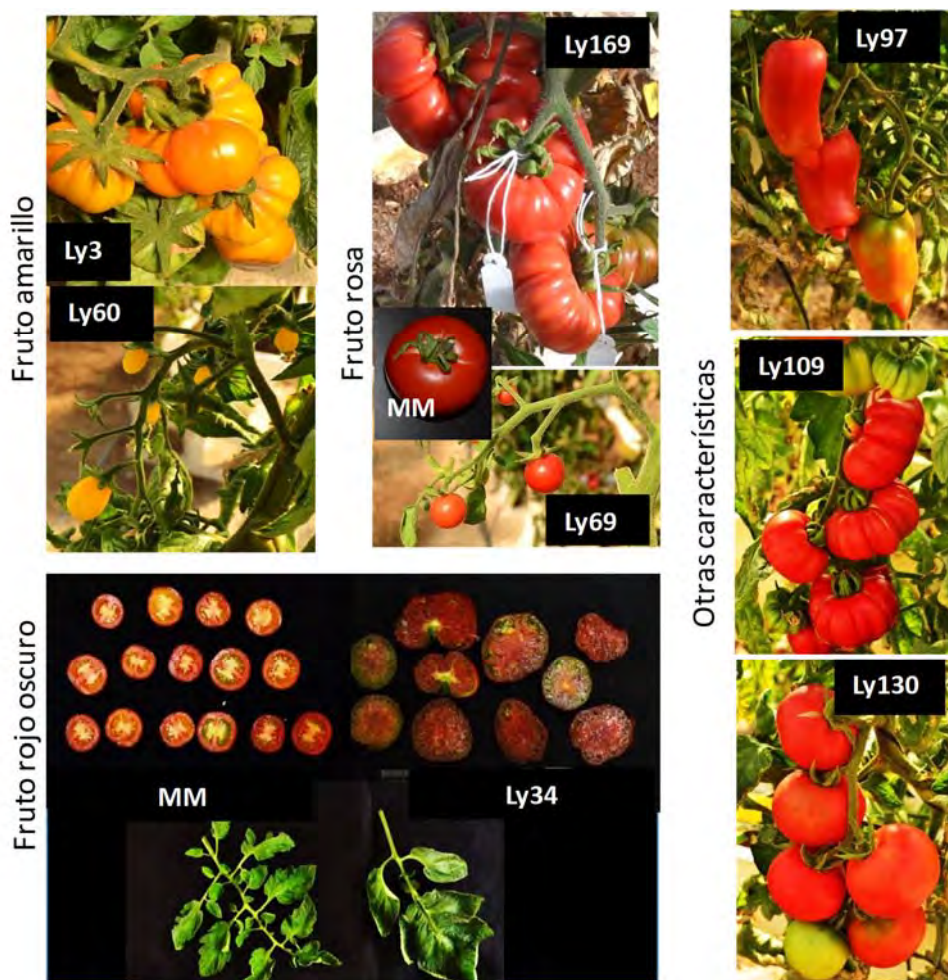 Fruto amarillo
Ly3
Ly60
Fruto rosa
Ly169
MM
Ly69
Otras características
Ly97
Ly109
Ly130
Fruto rojo oscuro
MM
Ly34